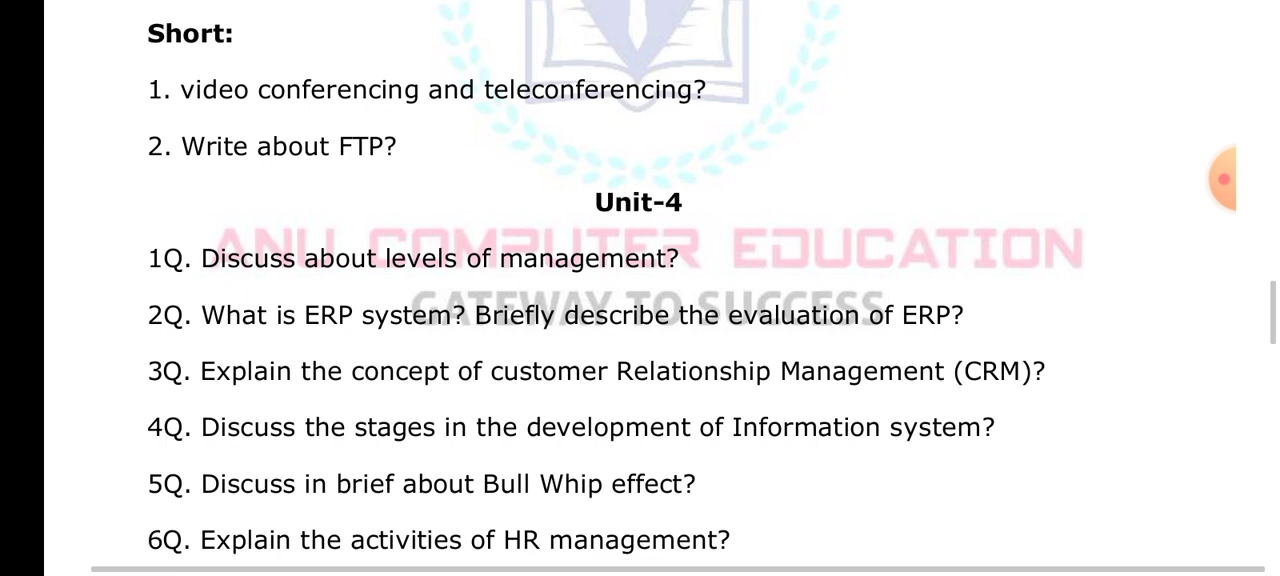 Short:
1. video conferencing and teleconferencing?
2. Write about FTP?
Unit-4
ANU COMPUTER EDUCATION
1Q. Discuss about levels of management?
GATEWAY TO SUCCESS
2Q. What is ERP system? Briefly describe the evaluation of ERP?
3Q. Explain the concept of customer Relationship Management (CRM)?
4Q. Discuss the stages in the development of Information system?
5Q. Discuss in brief about Bull Whip effect?
6Q. Explain the activities of HR management?